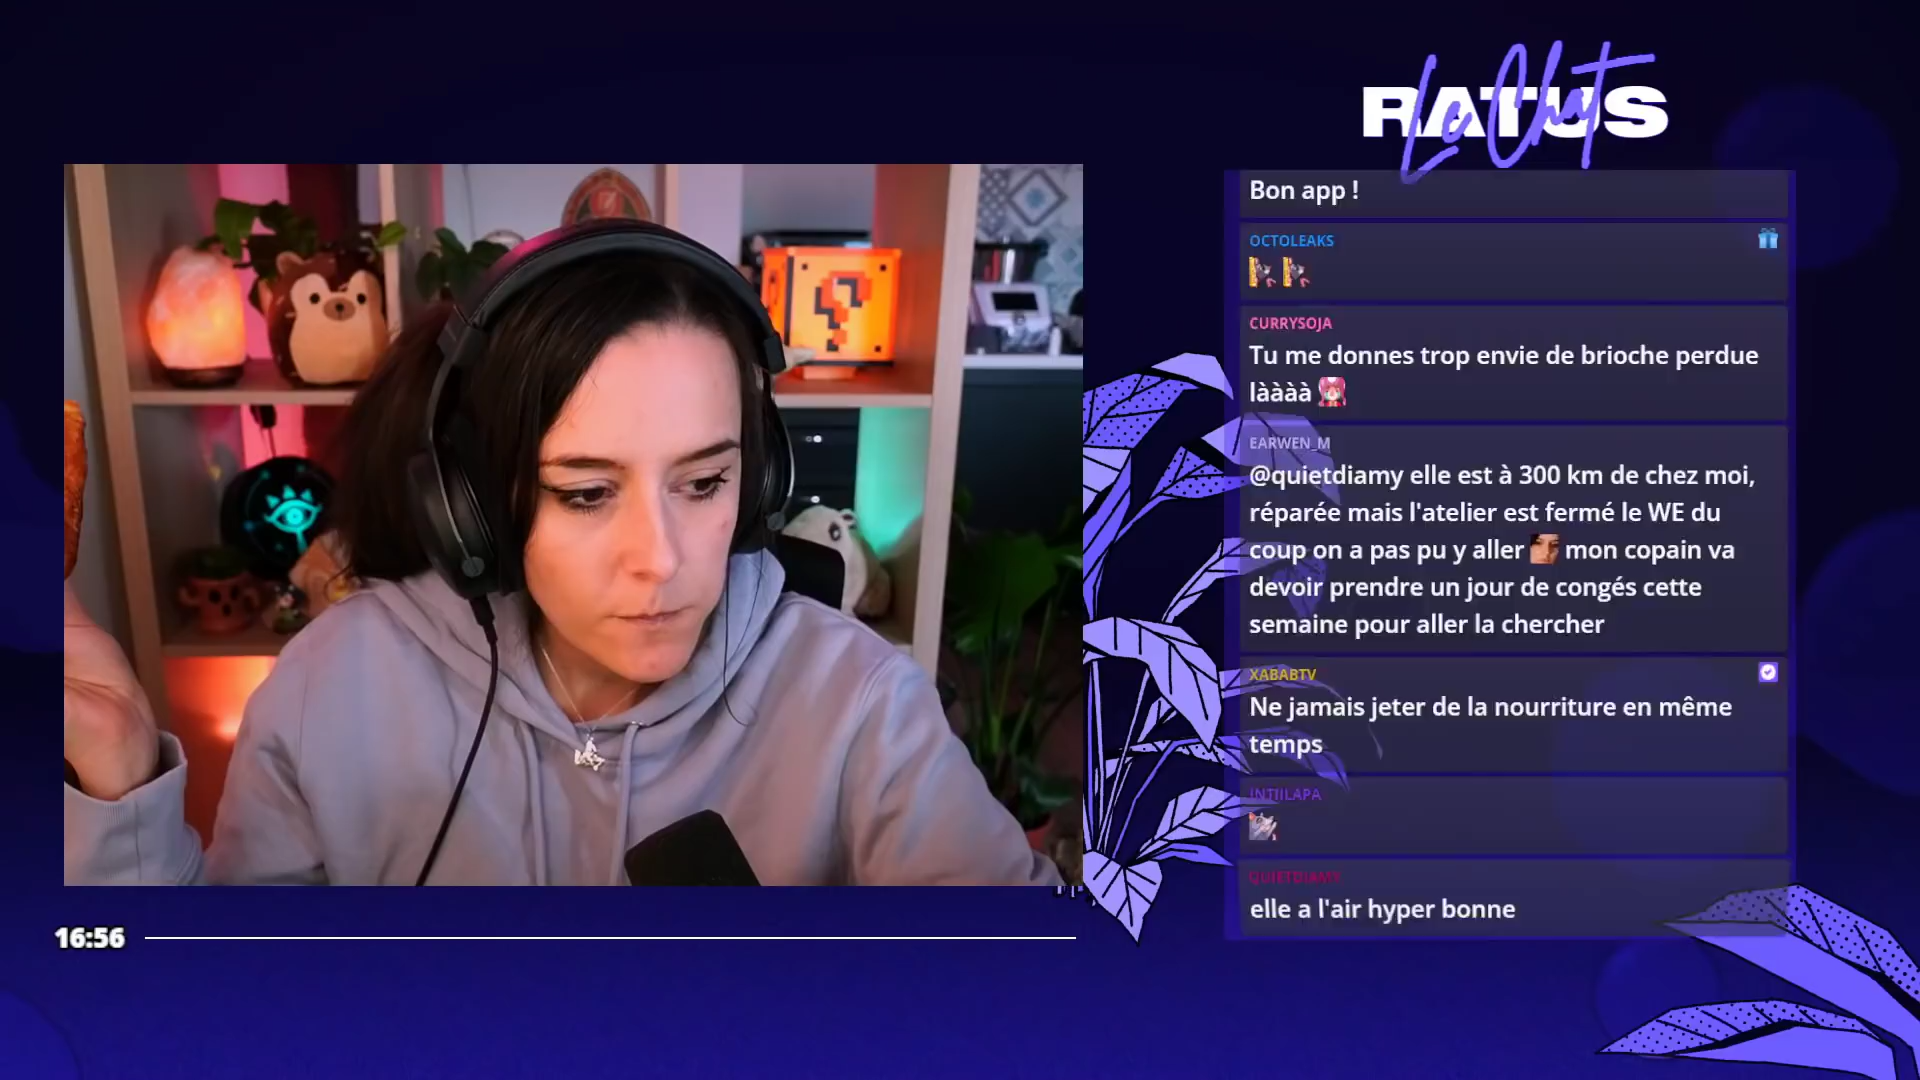 RATUS
Le Chat
Bon app !
OCTOLEAKS
CURRYSOJA
Tu me donnes trop envie de brioche perdue
làààà
EARWEN_M
@quietdiamy elle est à 300 km de chez moi,
réparée mais l'atelier est fermé le WE du
coup on a pas pu y aller mon copain va
devoir prendre un jour de congés cette
semaine pour aller la chercher
XABABTV
Ne jamais jeter de la nourriture en même
temps
INTIILAPA
QUIETDIAMY
elle a l'air hyper bonne
16:56